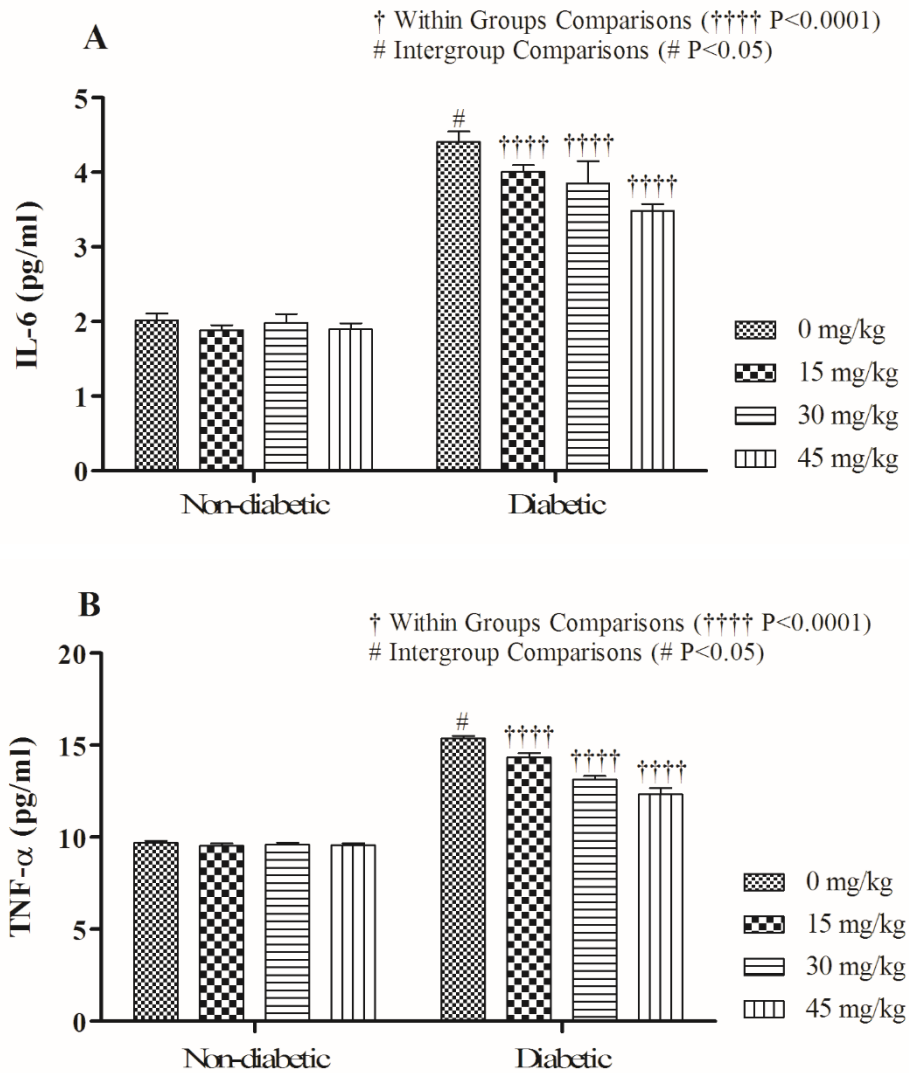 A
† Within Groups Comparisons (†††† P<0.0001)
# Intergroup Comparisons (# P<0.05)
5
4
3
2
1
0
IL-6 (pg/ml)
#
††††
††††
††††
0 mg/kg
15 mg/kg
30 mg/kg
45 mg/kg
Non-diabetic
Diabetic
B
† Within Groups Comparisons (†††† P<0.0001)
# Intergroup Comparisons (# P<0.05)
20
15
10
5
0
TNF-α (pg/ml)
#
††††
††††
††††
0 mg/kg
15 mg/kg
30 mg/kg
45 mg/kg
Non-diabetic
Diabetic